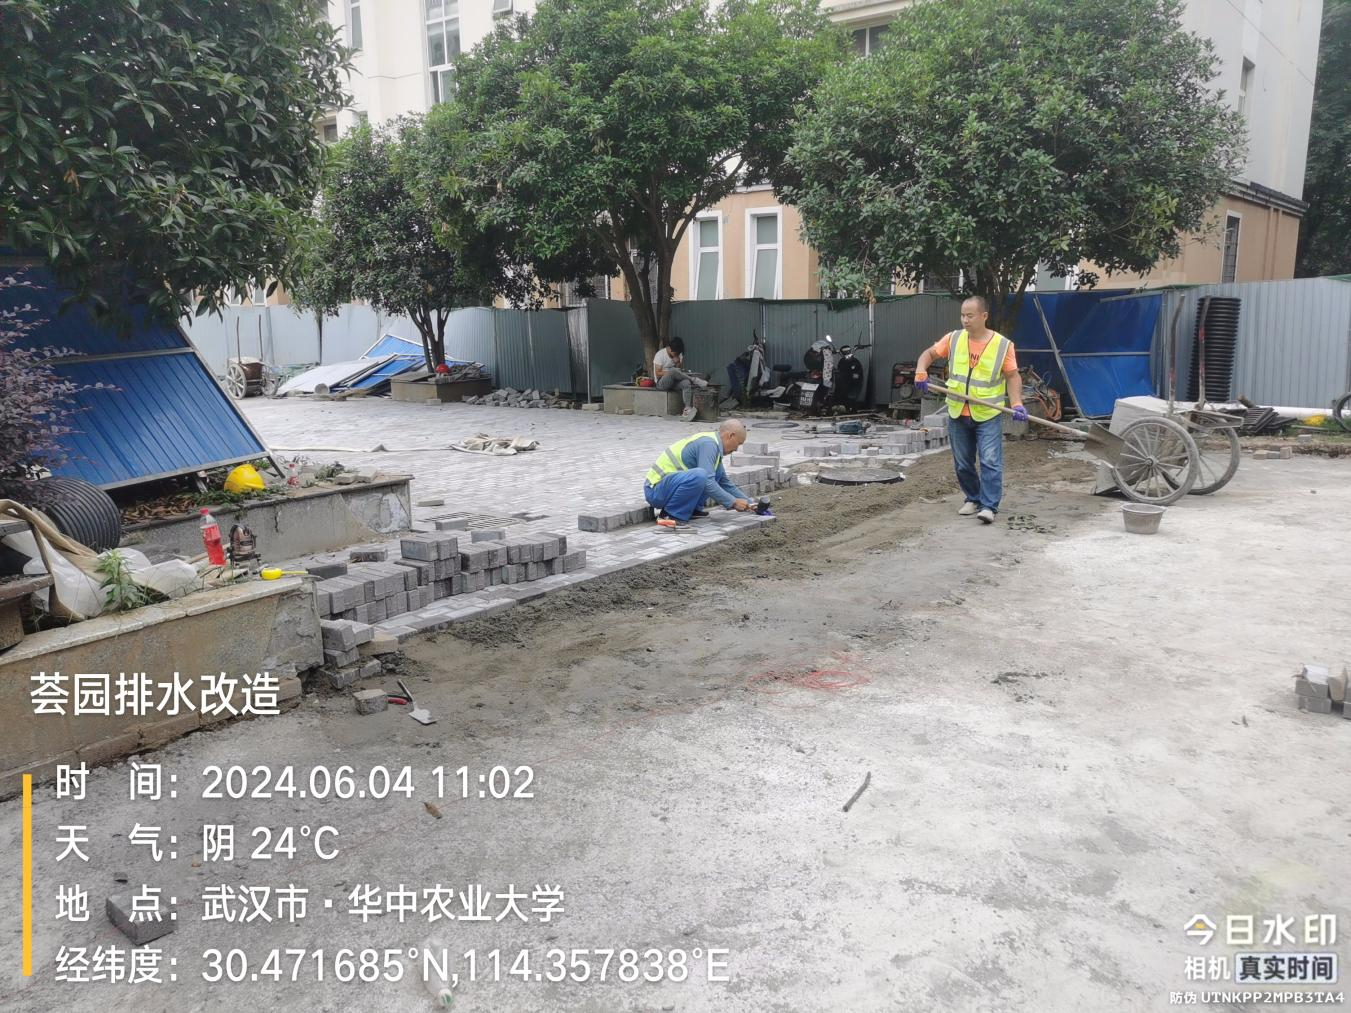 荟园排水改造
时 间：2024.06.04 11:02
天 气：阴 24°C
地 点：武汉市·华中农业大学
经纬度：30.471685°N,114.357838°E
今日水印
相机 真实时间
防伪 UTNKPP2MPB3TA4